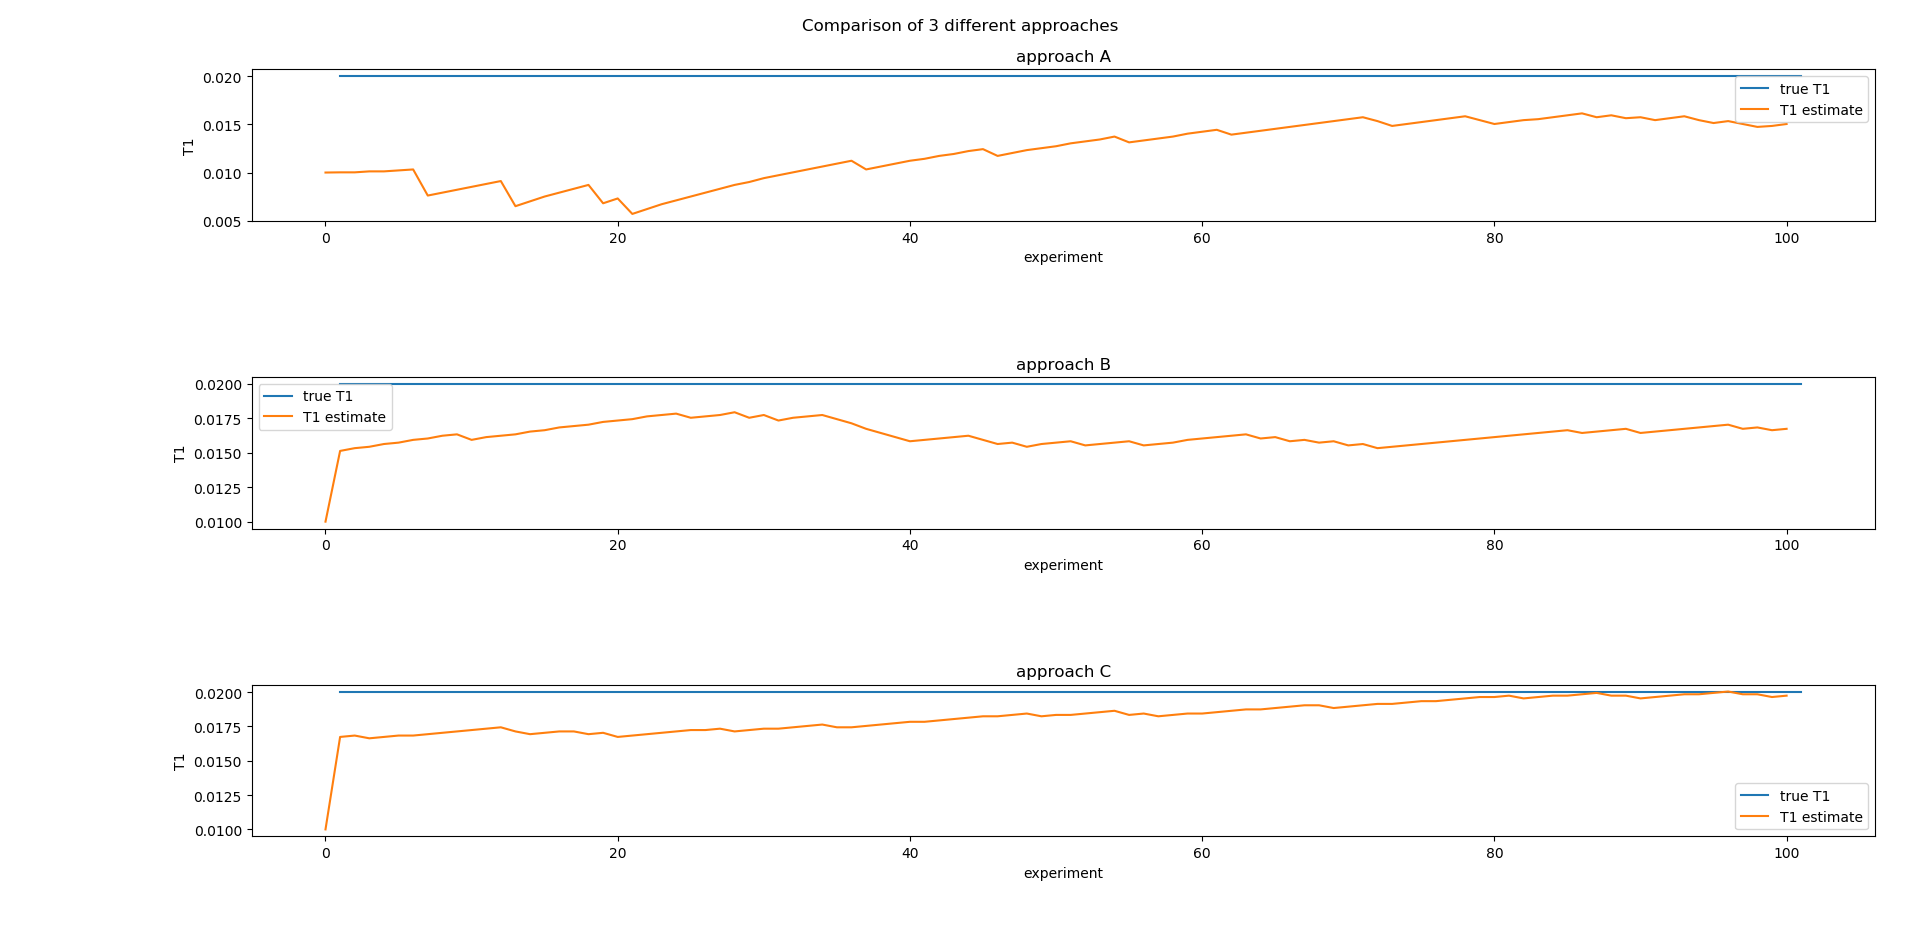 Comparison of 3 different approaches
approach A
0.020
0.015
0.010
0.005
T1
true T1
T1 estimate
0 20 40 60 80 100
experiment
approach B
0.0200
0.0175
0.0150
0.0125
0.0100
T1
true T1
T1 estimate
0 20 40 60 80 100
experiment
approach C
0.0200
0.0175
0.0150
0.0125
0.0100
T1
true T1
T1 estimate
0 20 40 60 80 100
experiment